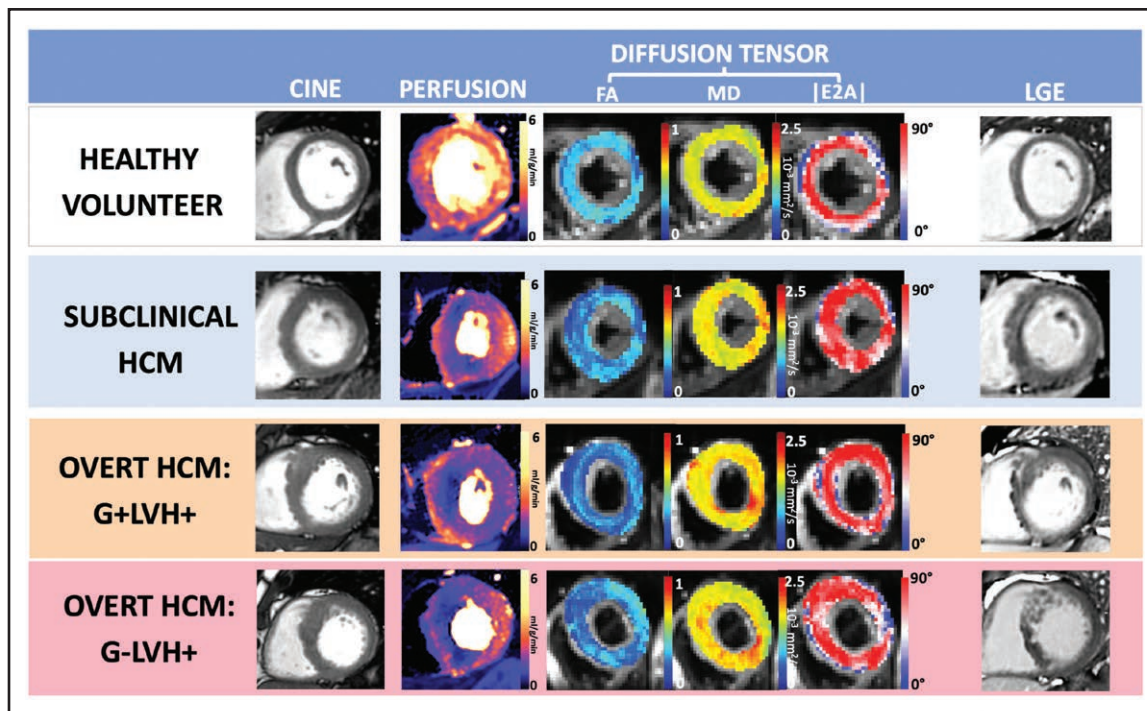 DIFFUSION TENSOR
CINE PERFUSION FA MD |E2A| LGE
HEALTHY
VOLUNTEER
6
ml/g/min
0
1
0
2.5
10⁻³ mm²/s
0
90°
0°
SUBCLINICAL
HCM
6
ml/g/min
0
1
0
2.5
10⁻³ mm²/s
0
90°
0°
OVERT HCM:
G+LVH+
6
ml/g/min
0
1
0
2.5
10⁻³ mm²/s
0
90°
0°
OVERT HCM:
G-LVH+
6
ml/g/min
0
1
0
2.5
10⁻³ mm²/s
0
90°
0°